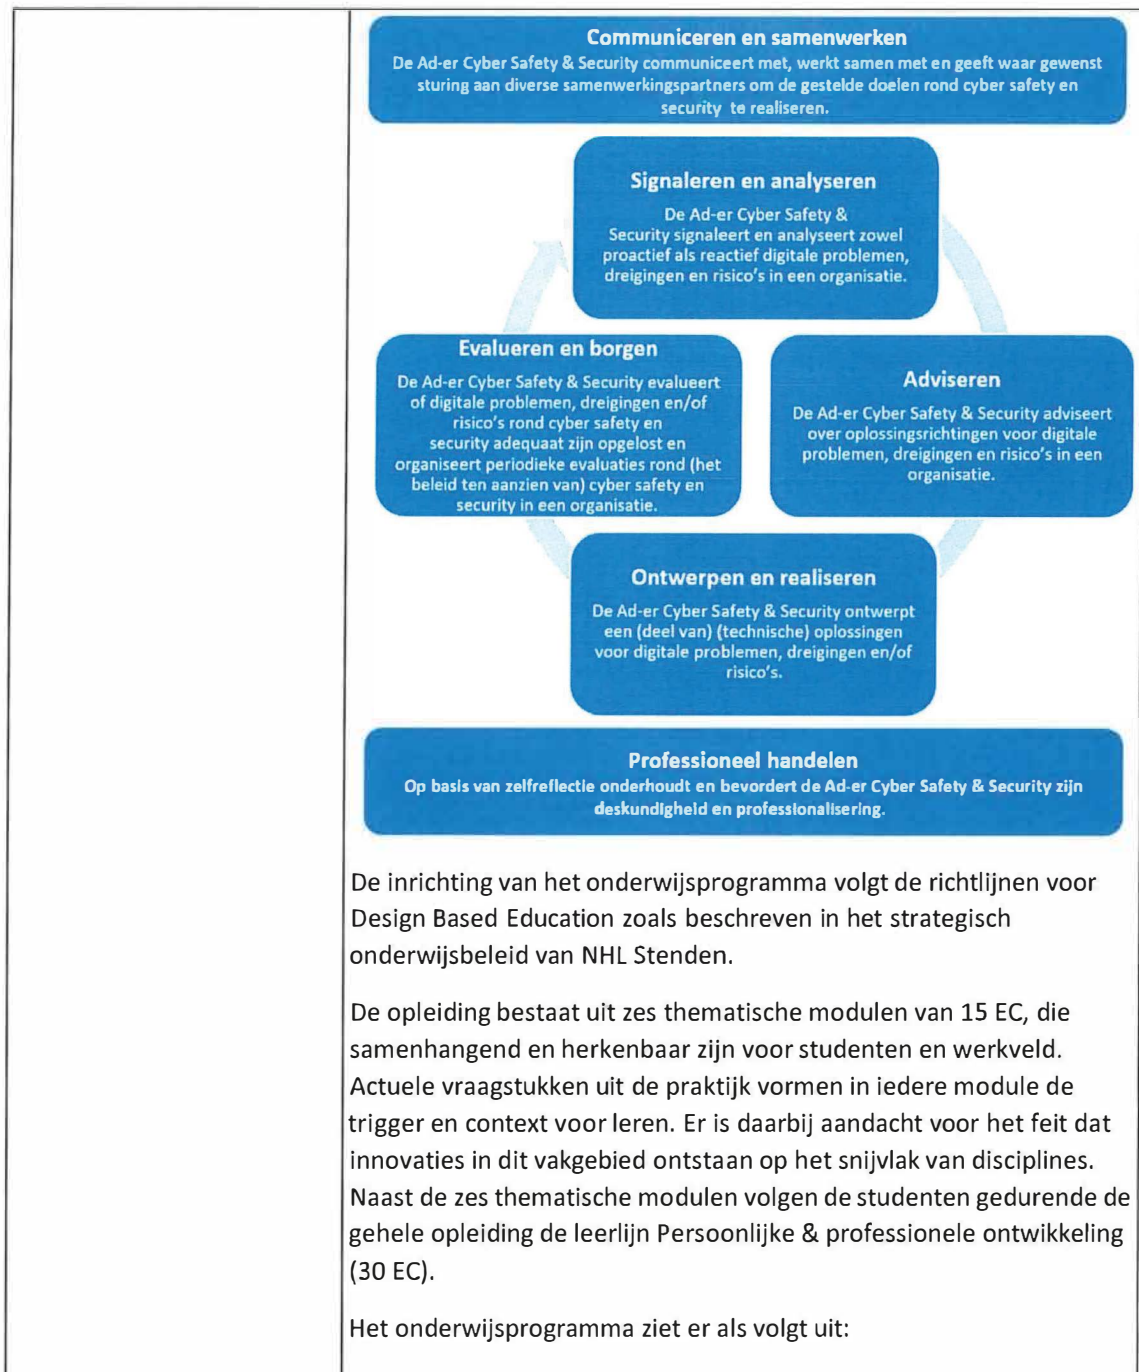 Communiceren en samenwerken
De Ad-er Cyber Safety & Security communiceert met, werkt samen met en geeft waar gewenst
sturing aan diverse samenwerkingspartners om de gestelde doelen rond cyber safety en
security te realiseren.
Signaleren en analyseren
De Ad-er Cyber Safety &
Security signaleert en analyseert zowel
proactief als reactief digitale problemen,
dreigingen en risico's in een organisatie.
Evalueren en borgen
De Ad-er Cyber Safety & Security evalueert
of digitale problemen, dreigingen en/of
risico's rond cyber safety en
security adequaat zijn opgelost en
organiseert periodieke evaluaties rond (het
beleid ten aanzien van) cyber safety en
security in een organisatie.
Adviseren
De Ad-er Cyber Safety & Security adviseert
over oplossingsrichtingen voor digitale
problemen, dreigingen en risico's in een
organisatie.
Ontwerpen en realiseren
De Ad-er Cyber Safety & Security ontwerpt
een (deel van) (technische) oplossingen
voor digitale problemen, dreigingen en/of
risico's.
Professioneel handelen
Op basis van zelfreflectie onderhoudt en bevordert de Ad-er Cyber Safety & Security zijn
deskundigheid en professionalisering.
De inrichting van het onderwijsprogramma volgt de richtlijnen voor
Design Based Education zoals beschreven in het strategisch
onderwijsbeleid van NHL Stenden.
De opleiding bestaat uit zes thematische modulen van 15 EC, die
samenhangend en herkenbaar zijn voor studenten en werkveld.
Actuele vraagstukken uit de praktijk vormen in iedere module de
trigger en context voor leren. Er is daarbij aandacht voor het feit dat
innovaties in dit vakgebied ontstaan op het snijvlak van disciplines.
Naast de zes thematische modulen volgen de studenten gedurende de
gehele opleiding de leerlijn Persoonlijke & professionele ontwikkeling
(30 EC).
Het onderwijsprogramma ziet er als volgt uit: